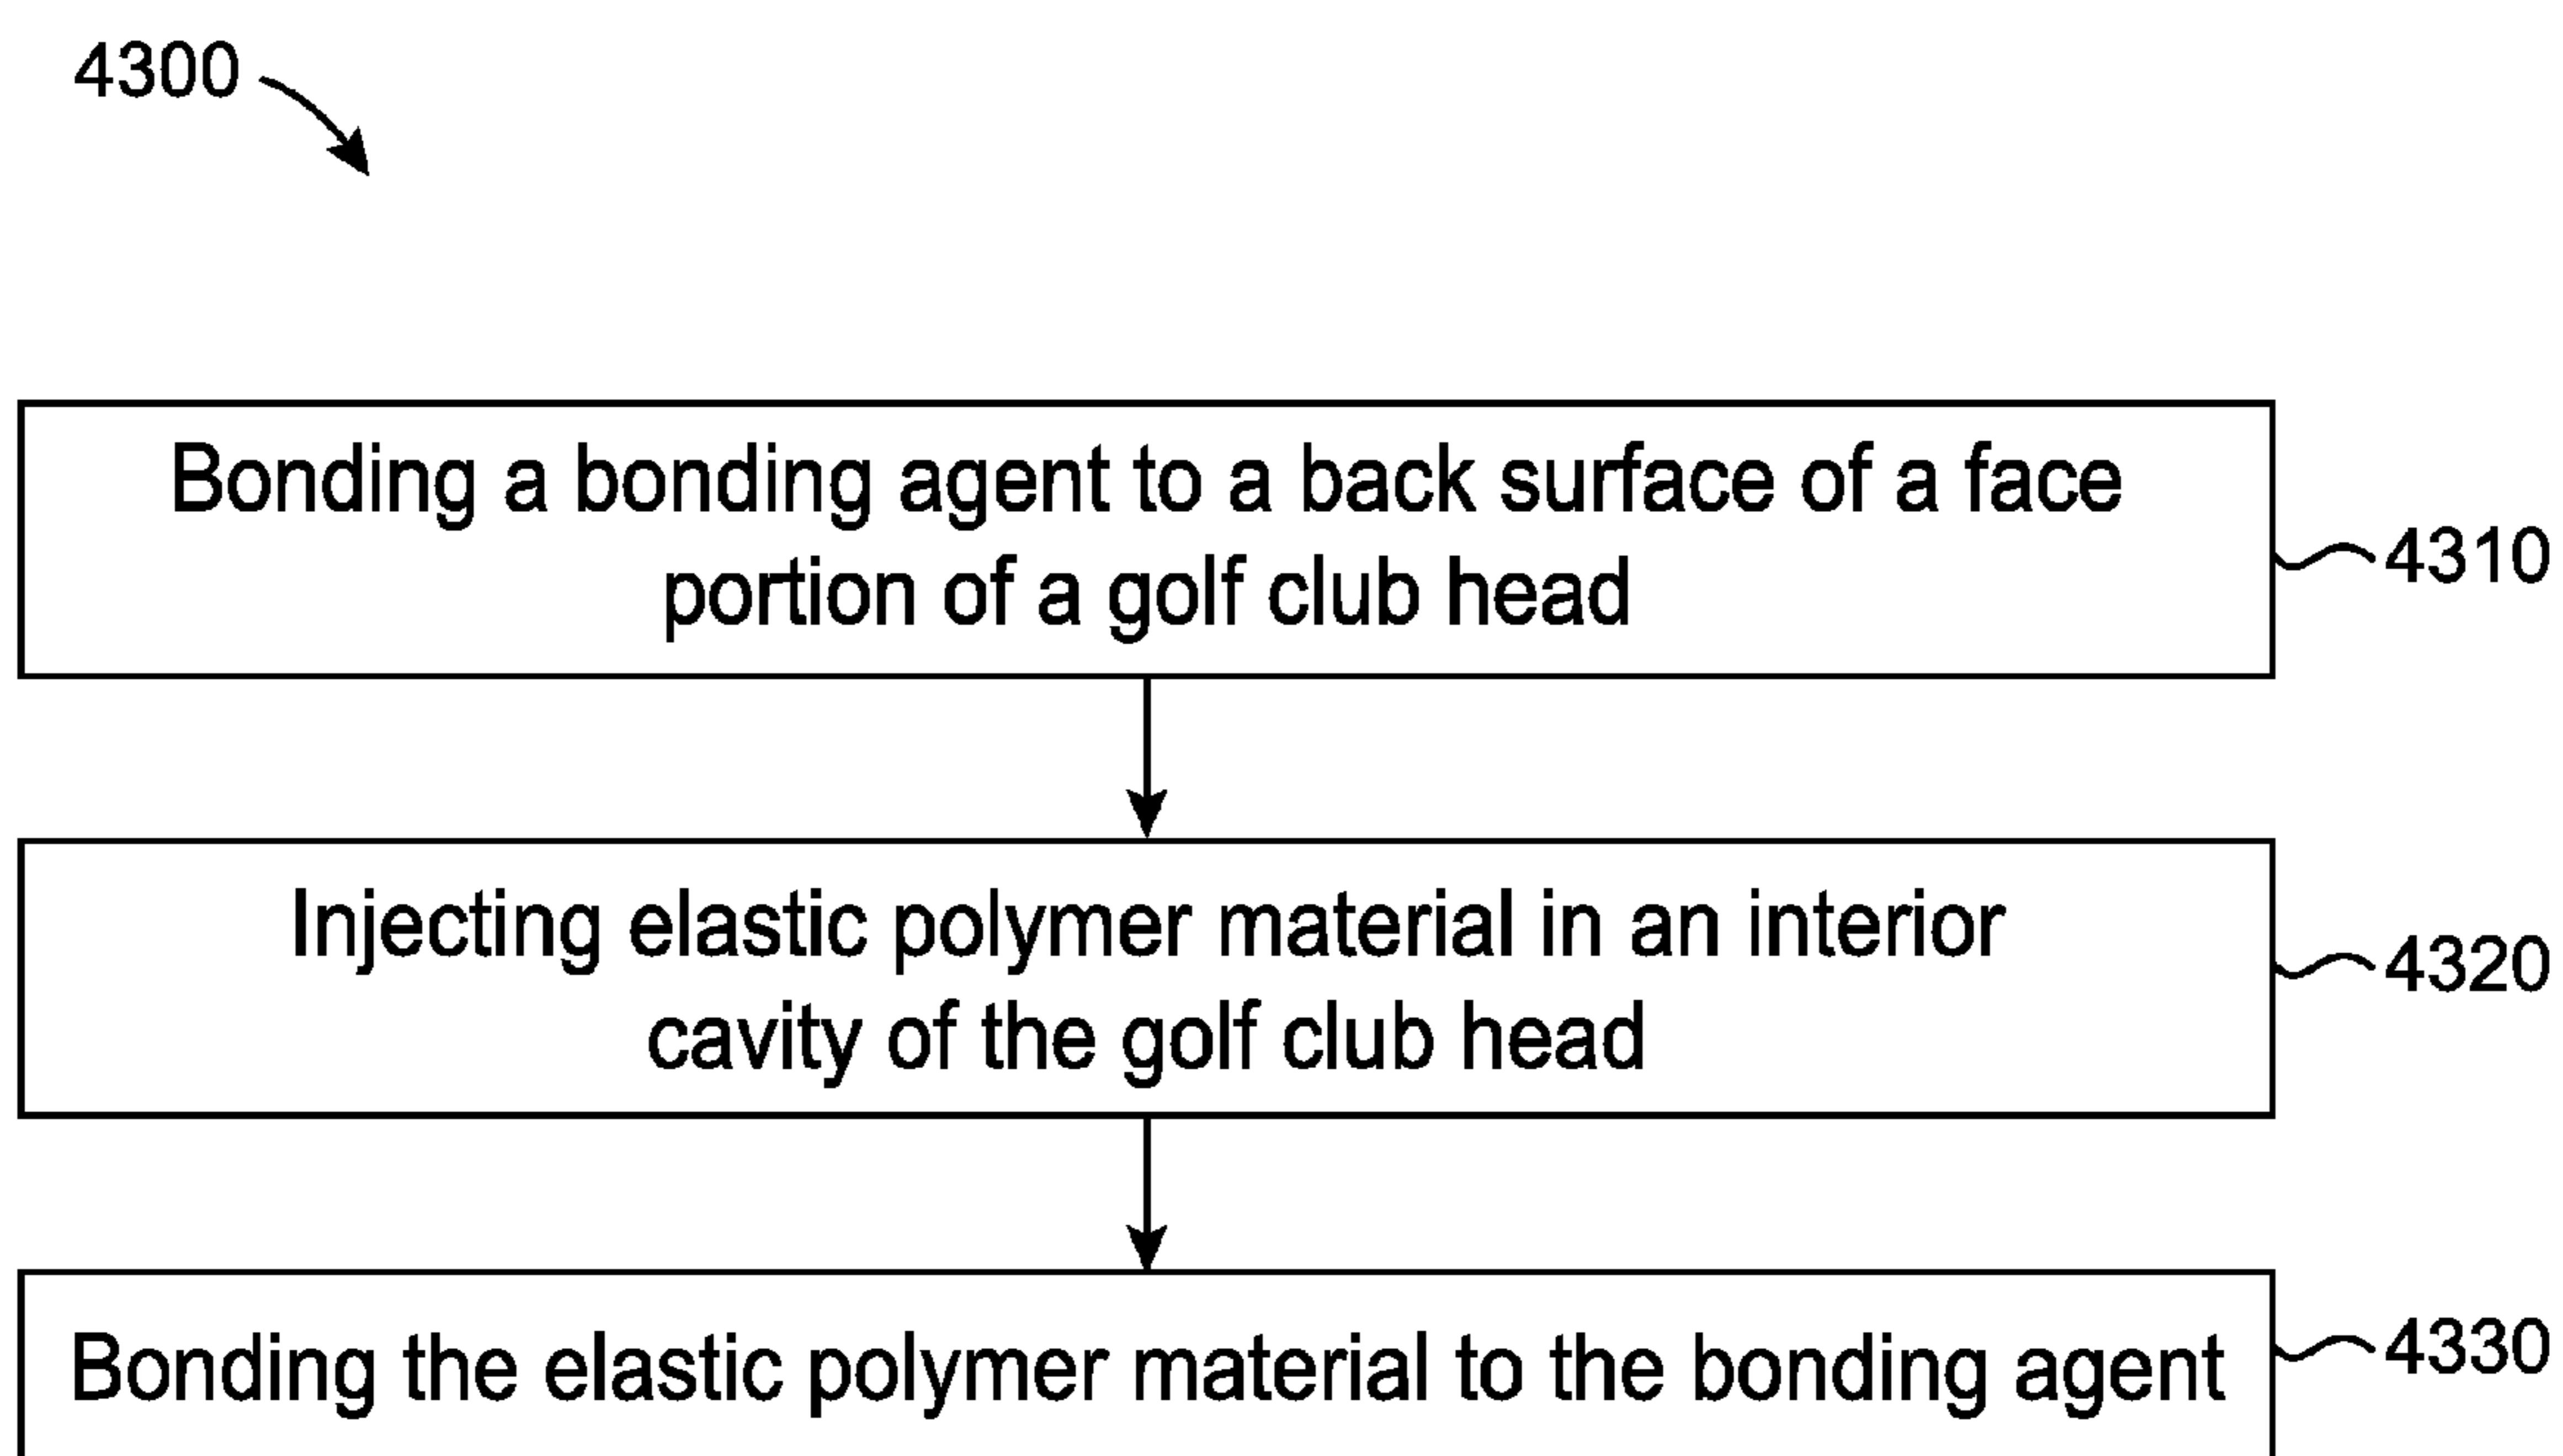 4300
Bonding a bonding agent to a back surface of a face
portion of a golf club head
4310
Injecting elastic polymer material in an interior
cavity of the golf club head
4320
Bonding the elastic polymer material to the bonding agent
4330